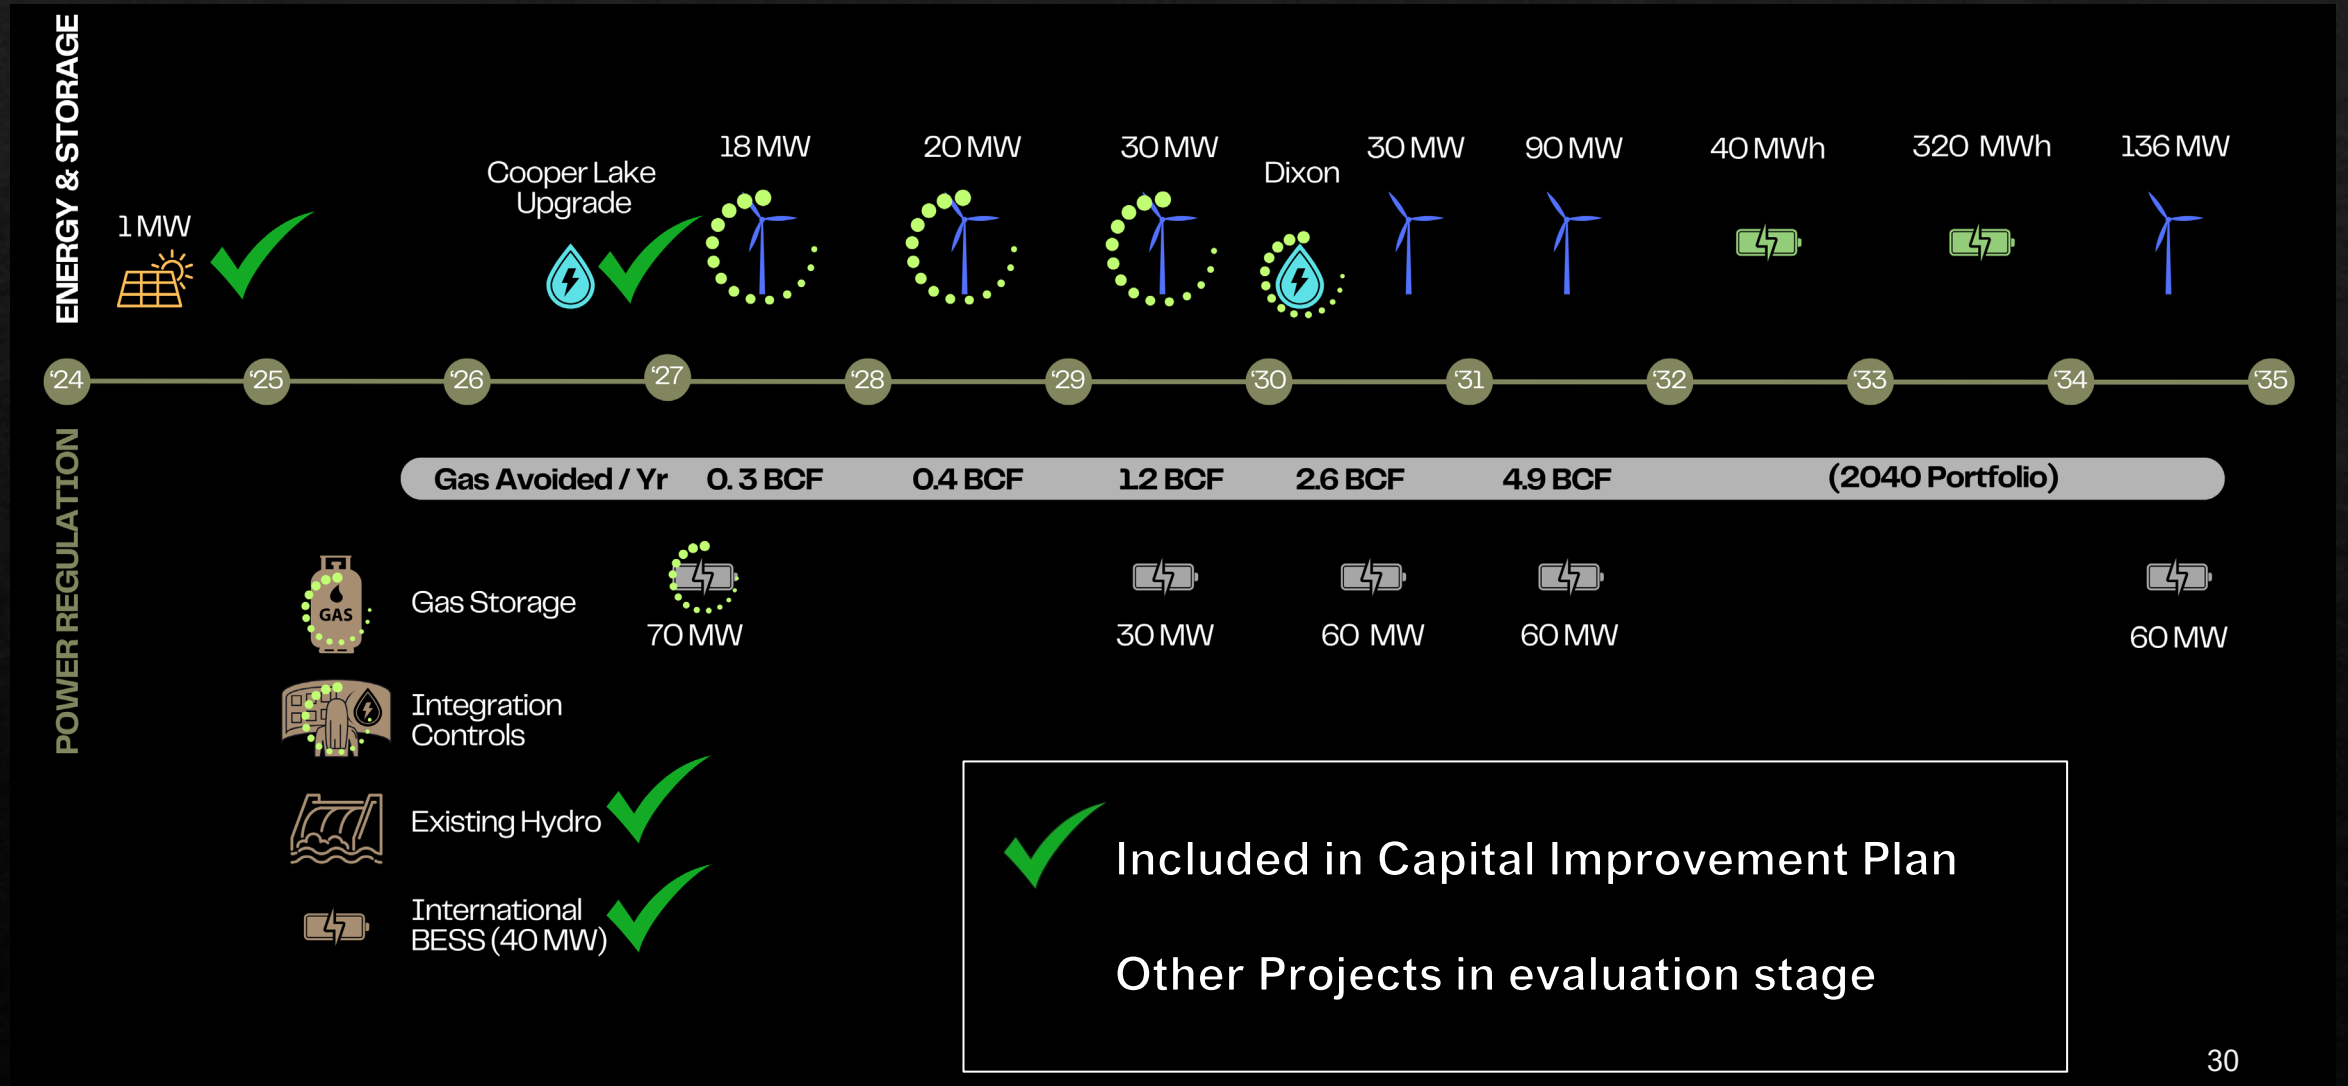 ENERGY & STORAGE
1 MW
Cooper Lake
Upgrade
18 MW
20 MW
30 MW
Dixon
30 MW
90 MW
40 MWh
320 MWh
136 MW
‘24
‘25
‘26
‘27
‘28
‘29
‘30
‘31
‘32
‘33
‘34
‘35
POWER REGULATION
Gas Avoided / Yr 0. 3 BCF 0.4 BCF 1.2 BCF 2.6 BCF 4.9 BCF (2040 Portfolio)
GAS
Gas Storage
70 MW
30 MW
60 MW
60 MW
60 MW
Integration
Controls
Existing Hydro
International
BESS (40 MW)
Included in Capital Improvement Plan
Other Projects in evaluation stage
30